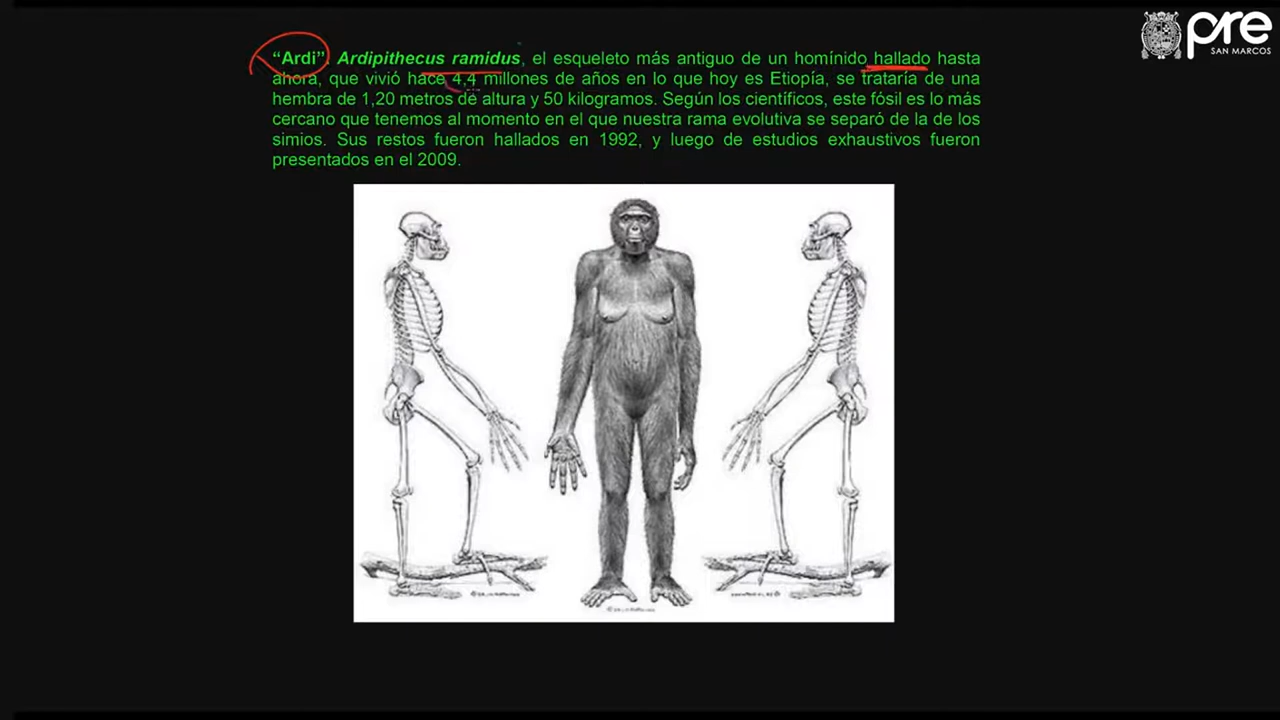 pre
SAN MARCOS
“Ardi”. Ardipithecus ramidus, el esqueleto más antiguo de un homínido hallado hasta
ahora, que vivió hace 4,4 millones de años en lo que hoy es Etiopía, se trataría de una
hembra de 1,20 metros de altura y 50 kilogramos. Según los científicos, este fósil es lo más
cercano que tenemos al momento en el que nuestra rama evolutiva se separó de la de los
simios. Sus restos fueron hallados en 1992, y luego de estudios exhaustivos fueron
presentados en el 2009.